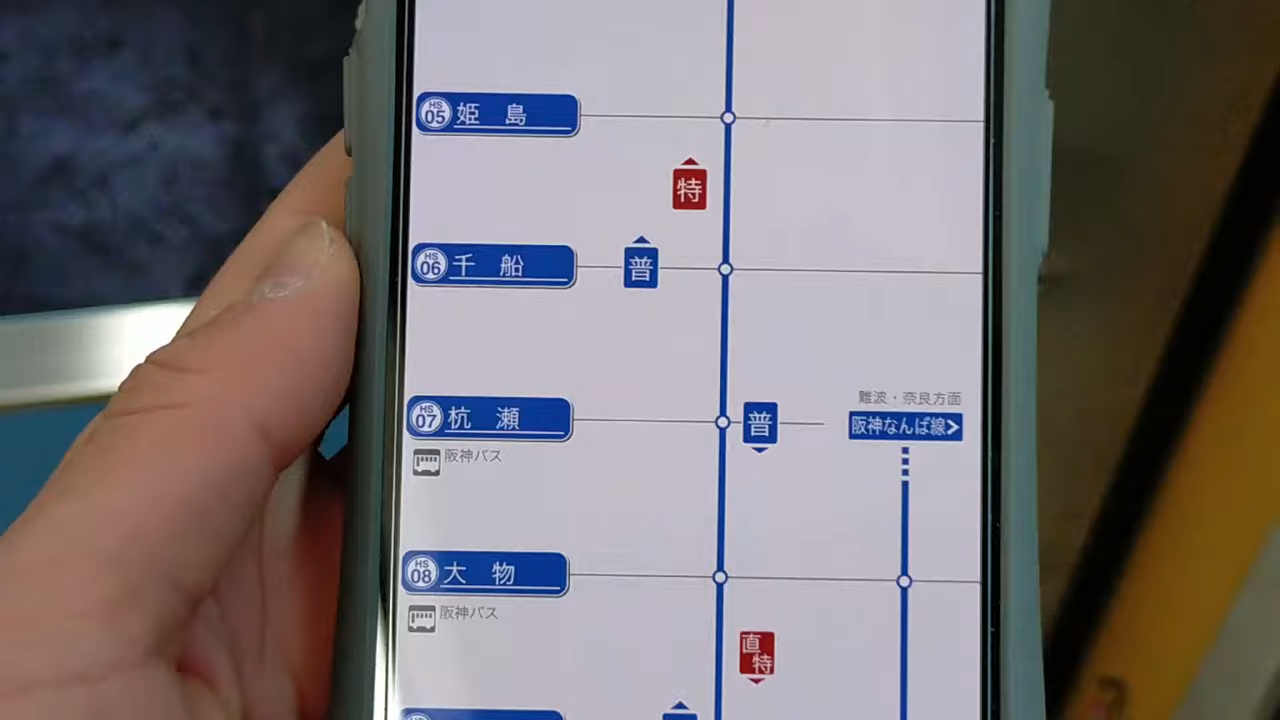 HS 05 姫島
特
HS 06 千船
普
難波・奈良方面
HS 07 杭瀬
普
阪神なんば線>
阪神バス
HS 08 大物
阪神バス
直特